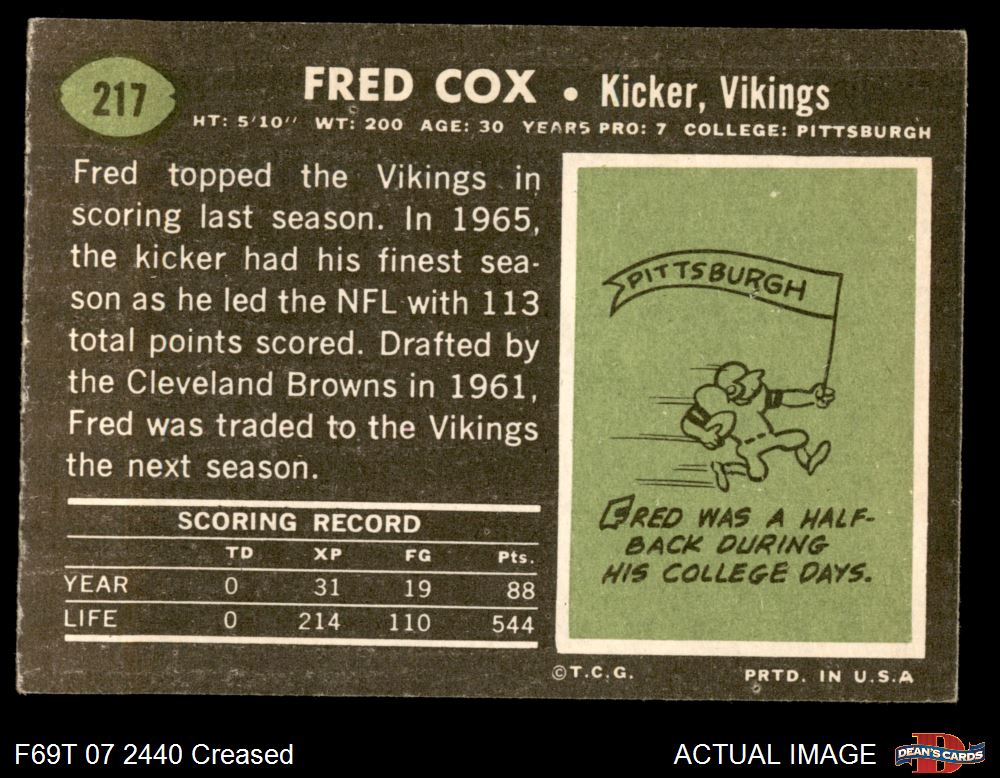 217
FRED COX • Kicker, Vikings
HT: 5'10" WT: 200 AGE: 30 YEARS PRO: 7 COLLEGE: PITTSBURGH
Fred topped the Vikings in
scoring last season. In 1965,
the kicker had his finest sea-
son as he led the NFL with 113
total points scored. Drafted by
the Cleveland Browns in 1961,
Fred was traded to the Vikings
the next season.
SCORING RECORD
TD XP FG Pts.
YEAR 0 31 19 88
LIFE 0 214 110 544
PITTSBURGH
FRED WAS A HALF-
BACK DURING
HIS COLLEGE DAYS.
©T.C.G. PRTD. IN U.S.A
F69T 07 2440 Creased
ACTUAL IMAGE
DEAN'S CARDS